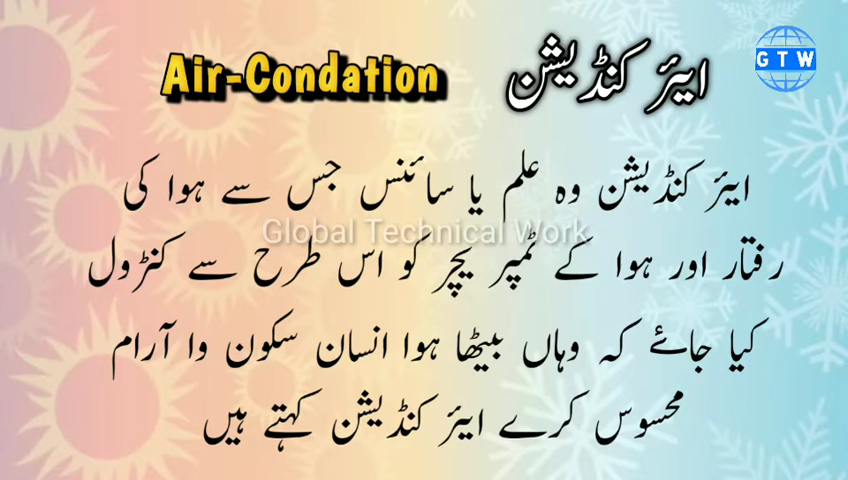 ایئر کنڈیشن
Air-Condation
GTW
ایئر کنڈیشن وہ علم یا سائنس جس سے ہوا کی
Global Technical Work
رفتار اور ہوا کے ٹمپریچر کو اس طرح سے کنڑول
کیا جائے کہ وہاں بیٹھا ہوا انسان سکون وا آرام
محسوس کرے ایئر کنڈیشن کہتے ہیں